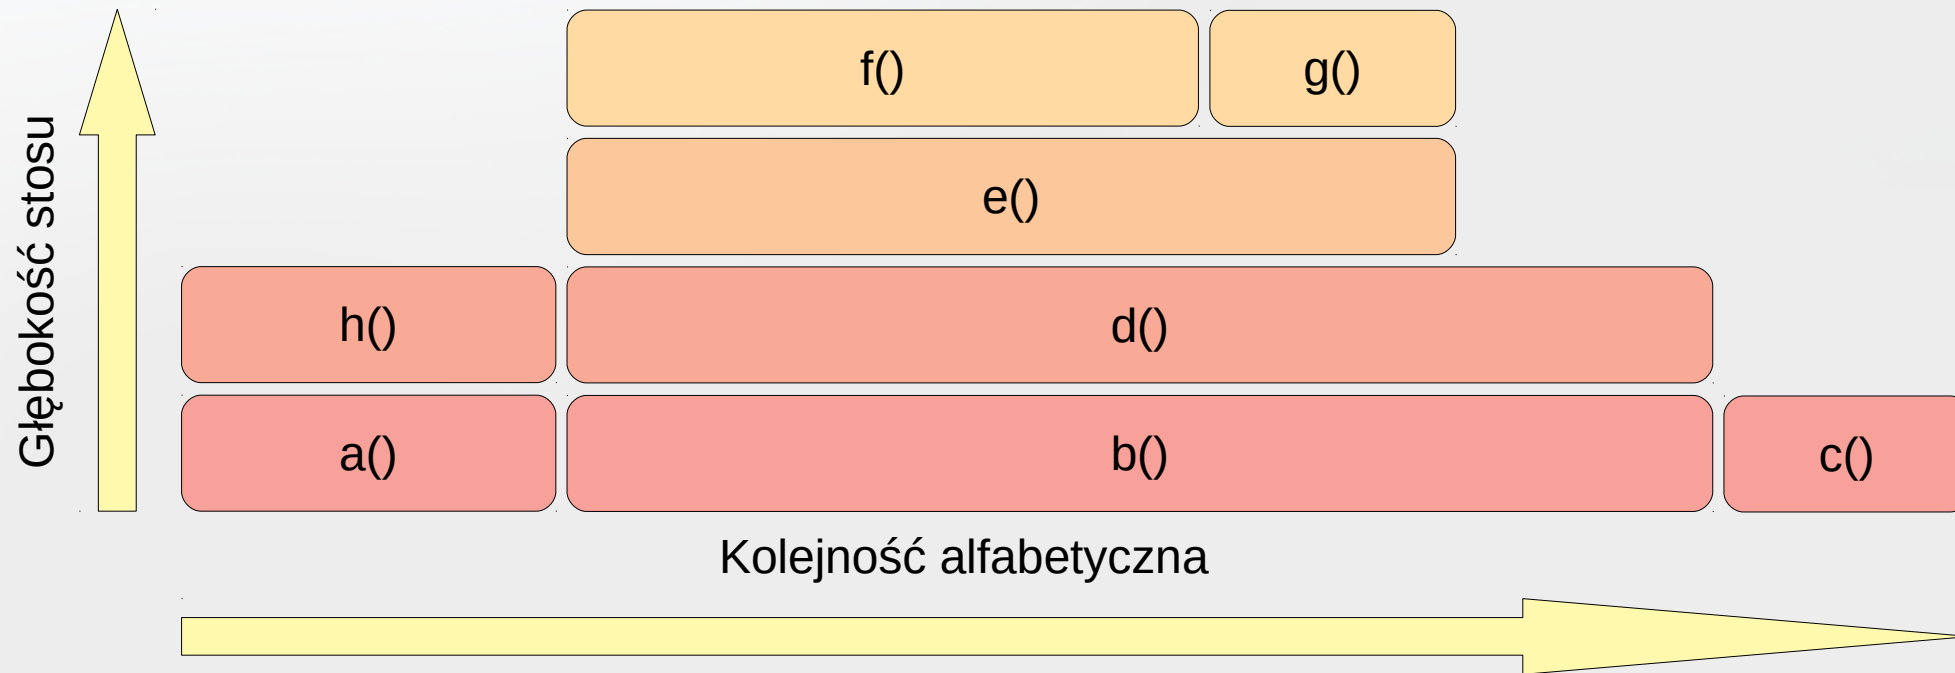 f()
g()
e()
h()
d()
a()
b()
c()
Głębokość stosu
Kolejność alfabetyczna